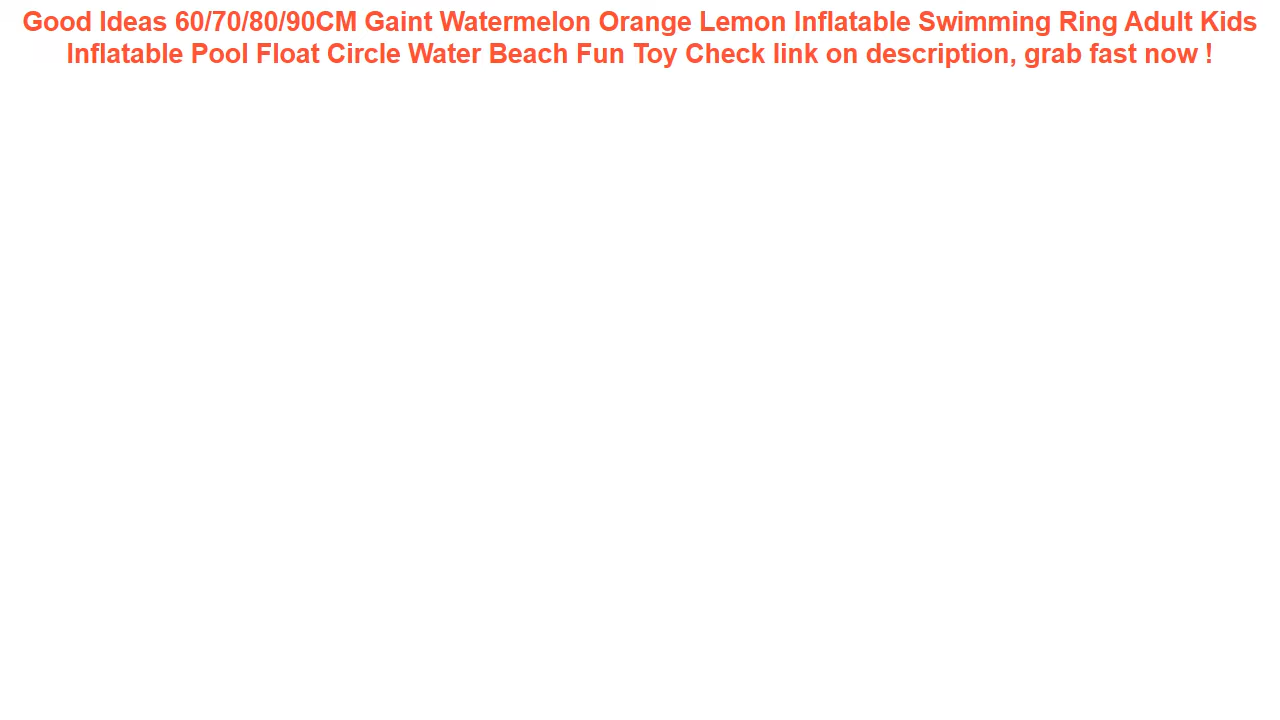 Good Ideas 60/70/80/90CM Gaint Watermelon Orange Lemon Inflatable Swimming Ring Adult Kids
Inflatable Pool Float Circle Water Beach Fun Toy Check link on description, grab fast now !